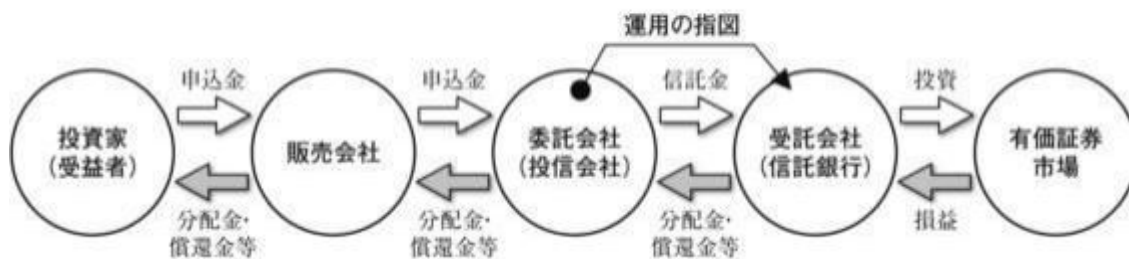 運用の指図
申込金
申込金
信託金
投資
投資家
(受益者)
販売会社
委託会社
(投信会社)
受託会社
(信託銀行)
有価証券
市場
分配金・
償還金等
分配金・
償還金等
分配金・
償還金等
損益